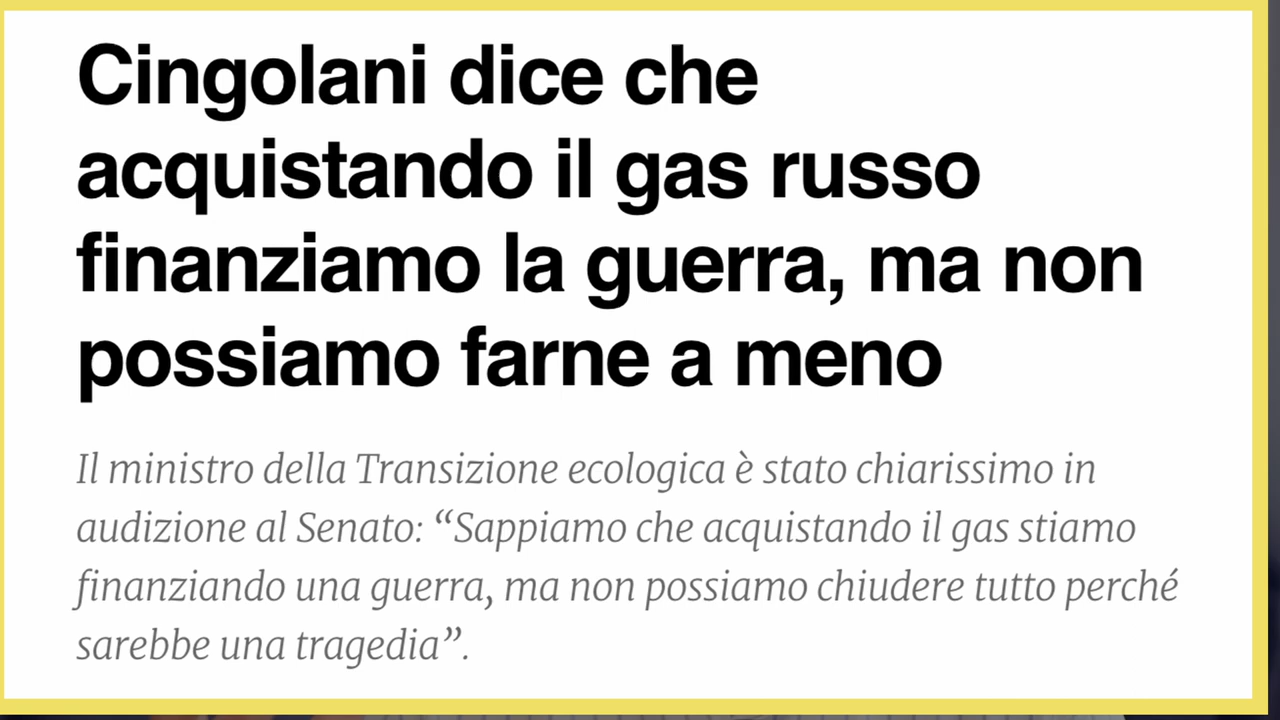 Cingolani dice che
acquistando il gas russo
finanziamo la guerra, ma non
possiamo farne a meno
Il ministro della Transizione ecologica è stato chiarissimo in
audizione al Senato: “Sappiamo che acquistando il gas stiamo
finanziando una guerra, ma non possiamo chiudere tutto perché
sarebbe una tragedia”.